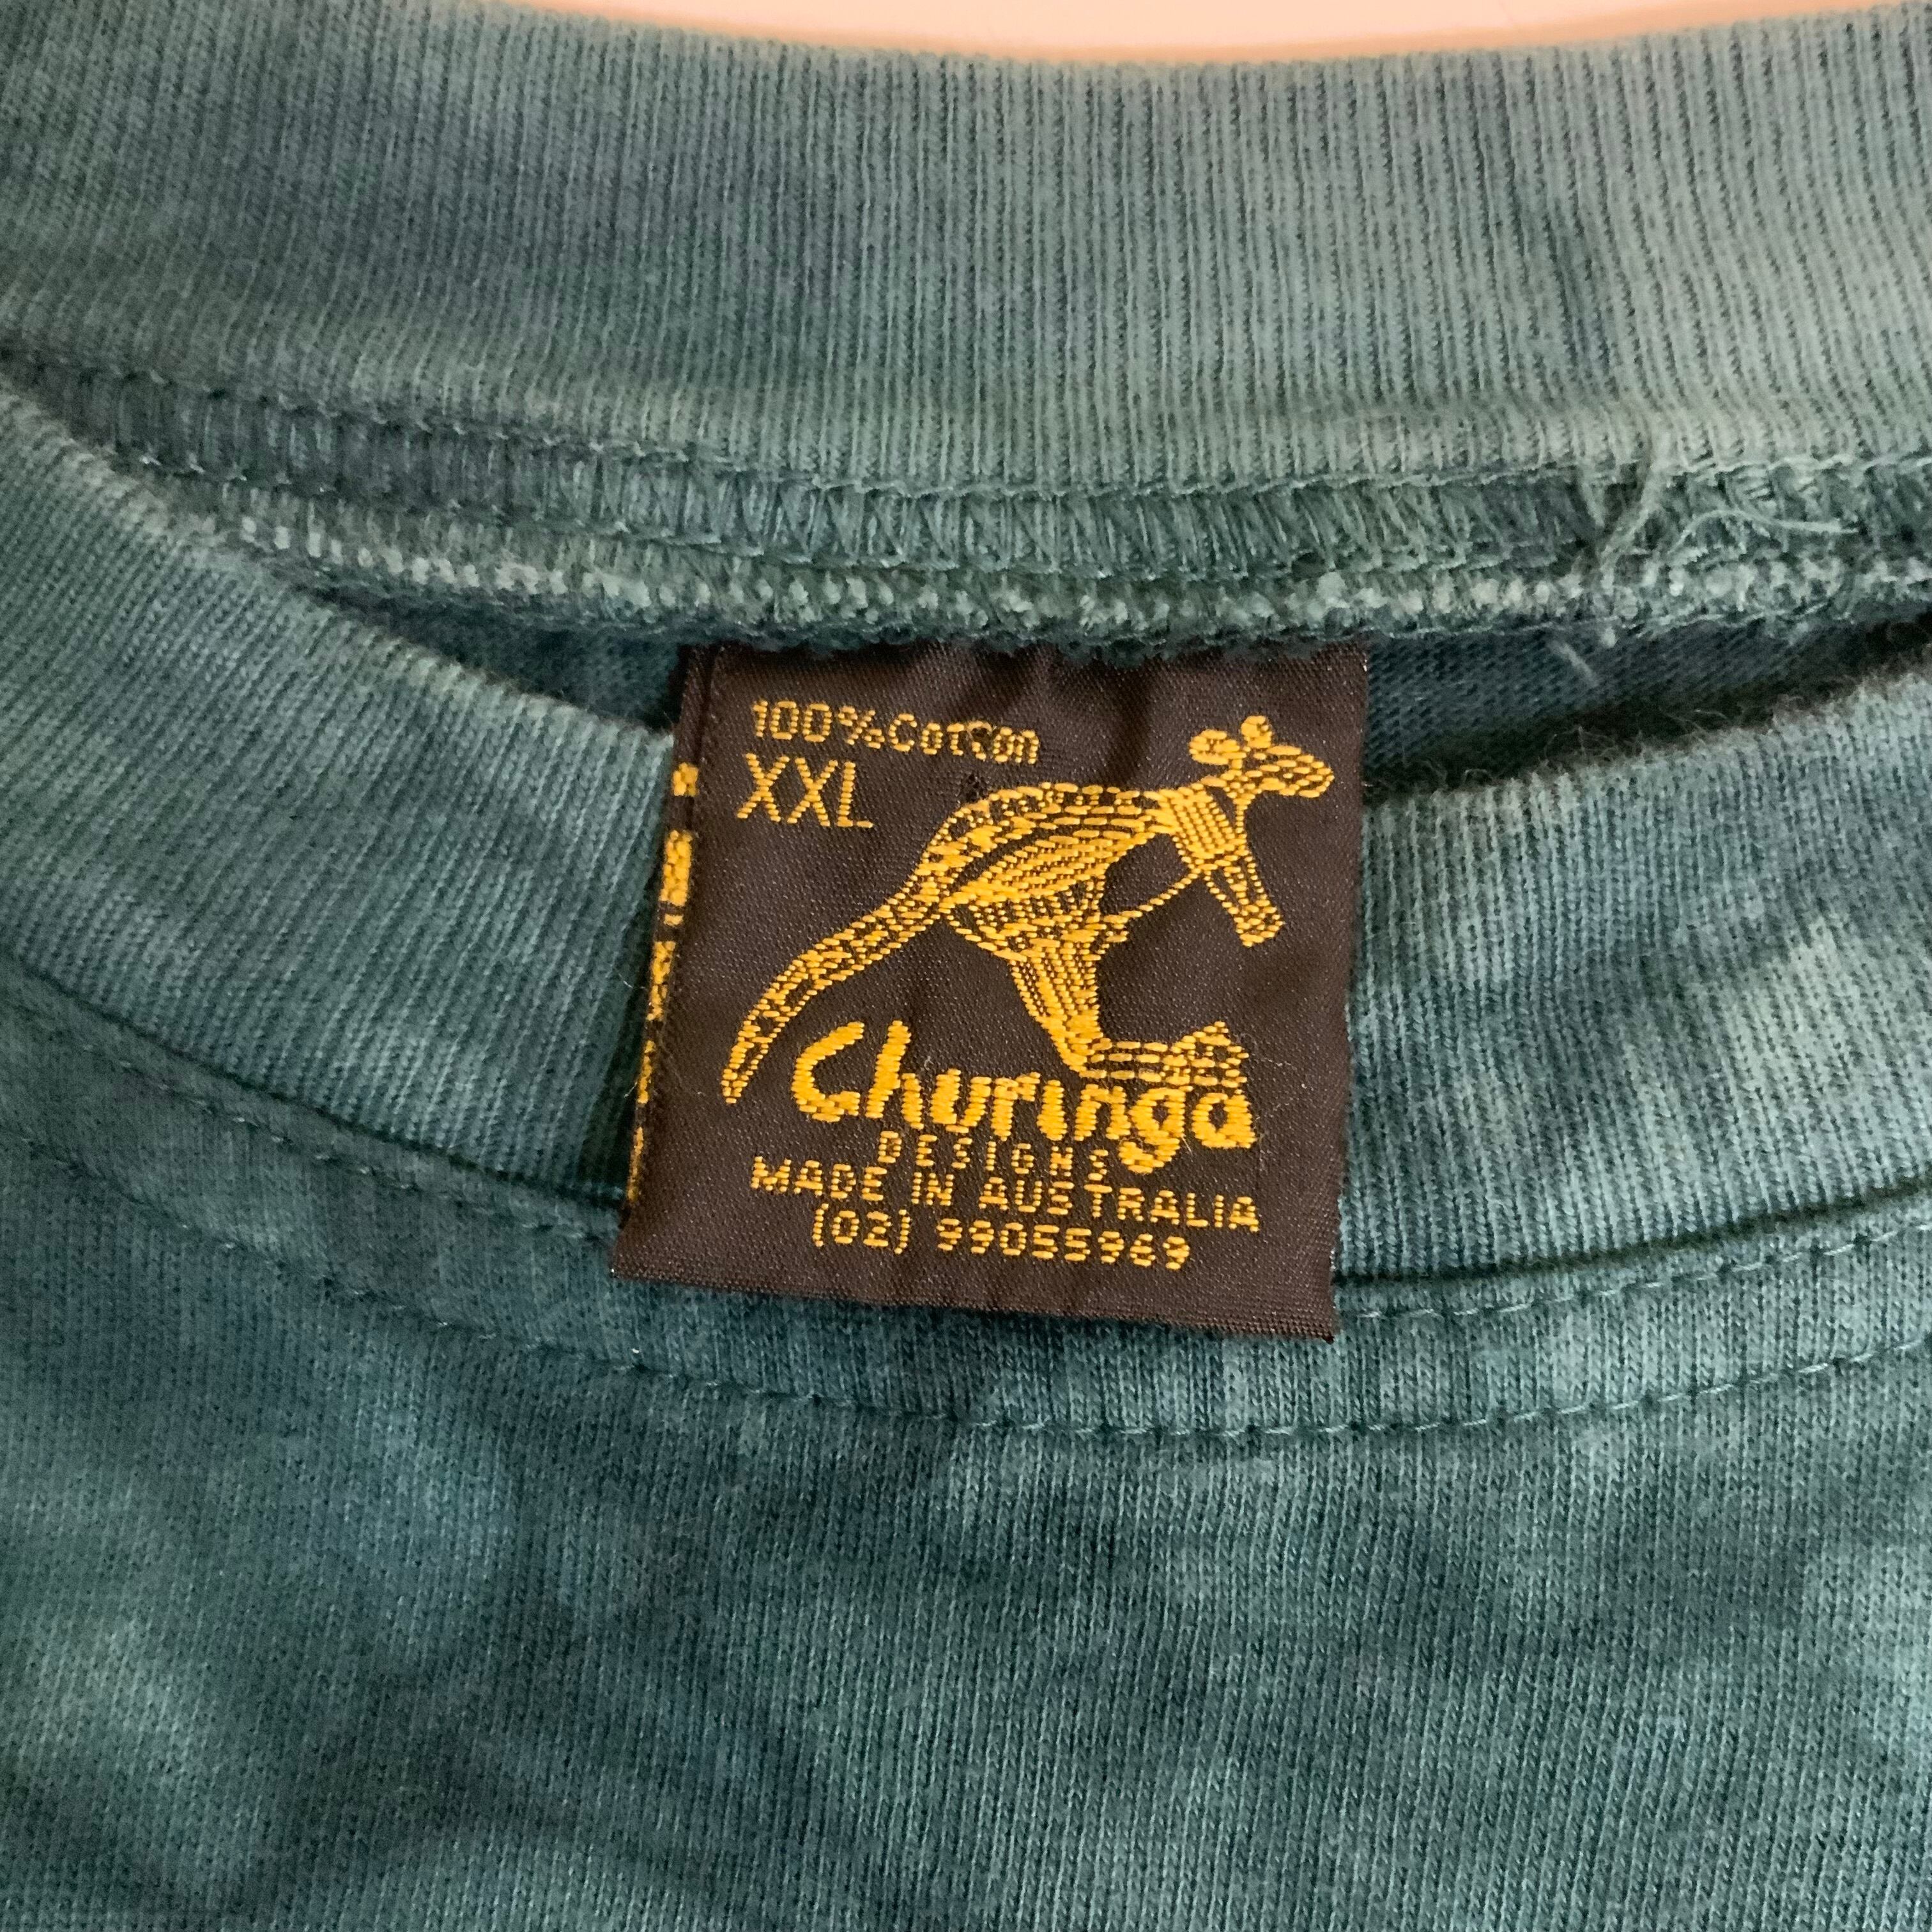 100%Cotton
XXL
Churinga
DESIGNS
MADE IN AUSTRALIA
(02) 99055969